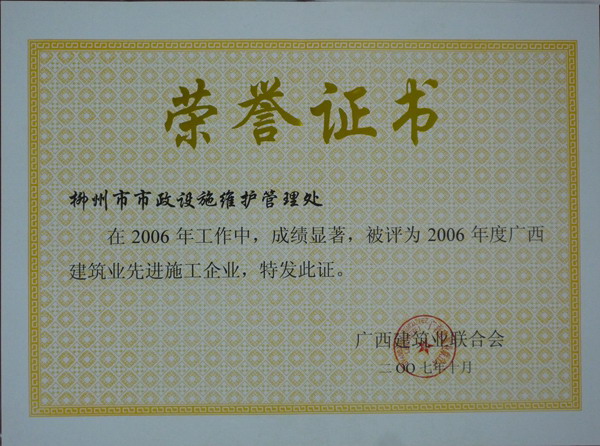 荣誉证书
柳州市市政设施维护管理处
在2006年工作中，成绩显著，被评为2006年度广西
建筑业先进施工企业，特发此证。
广西建筑业联合会
二〇〇七年十月